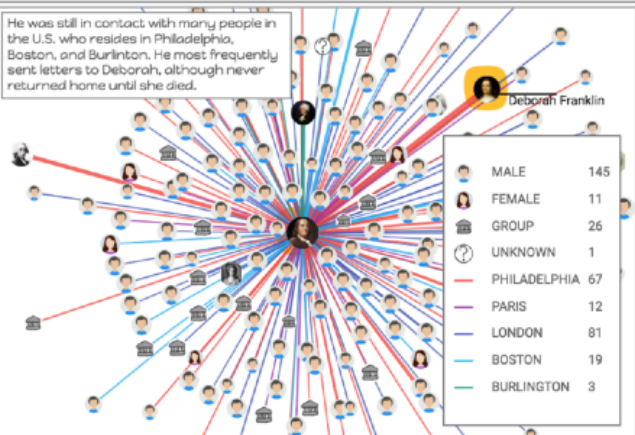 He was still in contact with many people in
the U.S. who resides in Philadelphia,
Boston, and Burlinton. He most frequently
sent letters to Deborah, although never
returned home until she died.
Deborah Franklin
MALE 145
FEMALE 11
GROUP 26
? UNKNOWN 1
PHILADELPHIA 67
PARIS 12
LONDON 81
BOSTON 19
BURLINGTON 3